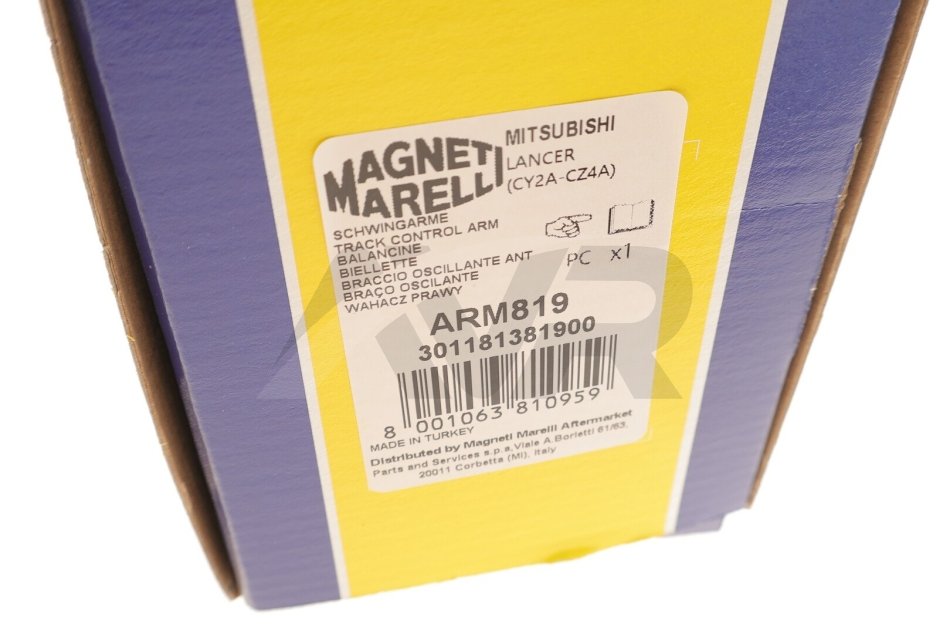 MAGNETI
MARELLI
MITSUBISHI
LANCER
(CY2A-CZ4A)
SCHWINGARME
TRACK CONTROL ARM
BALANCINE
BIELLETTE
BRACCIO OSCILLANTE ANT
BRAÇO OSCILANTE
WAHACZ PRAWY
PC x1
ARM819
301181381900
8 001063 810959
MADE IN TURKEY
Distributed by Magneti Marelli Aftermarket
Parts and Services s.p.a, Viale A.Borletti 61/63,
20011 Corbetta (MI), Italy
AVR